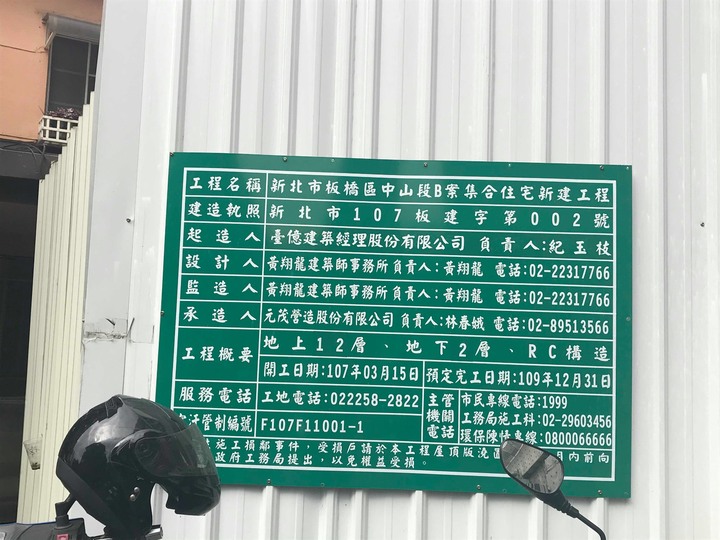 工程名稱 新北市板橋區中山段B案集合住宅新建工程
建造執照 新北市107板建字第002號
起造人 臺億建築經理股份有限公司 負責人:紀玉枝
設計人 黃翔龍建築師事務所 負責人:黃翔龍 電話:02-22317766
監造人 黃翔龍建築師事務所 負責人:黃翔龍 電話:02-22317766
承造人 元茂營造股份有限公司 負責人:林春娥 電話:02-89513566
工程概要 地上12層、地下2層、RC構造
開工日期:107年03月15日 預定完工日期:109年12月31日
服務電話 工地電話:022258-2822
主管機關電話 市民專線電話:1999
工務局施工科:02-29603456
環保陳情專線:0800066666
管制編號 F107F11001-1
施工損鄰事件,受損戶請於本工程屋頂版澆 月內前向
政府工務局提出,以免權益受損。